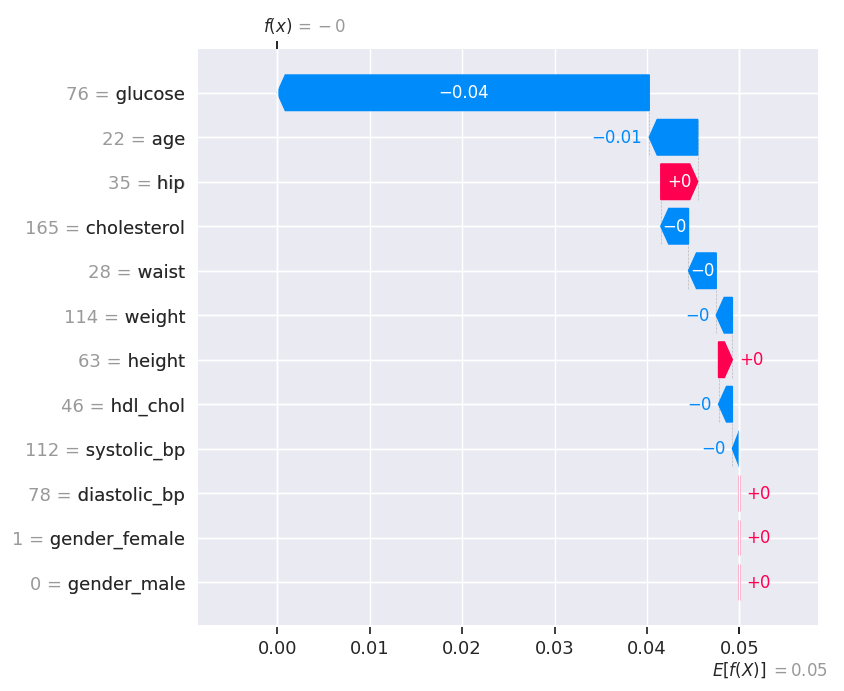 f(x) = −0
76 = glucose −0.04
22 = age −0.01
35 = hip +0
165 = cholesterol −0
28 = waist −0
114 = weight −0
63 = height +0
46 = hdl_chol −0
112 = systolic_bp −0
78 = diastolic_bp +0
1 = gender_female +0
0 = gender_male +0
0.00 0.01 0.02 0.03 0.04 0.05
E[f(X)] = 0.05